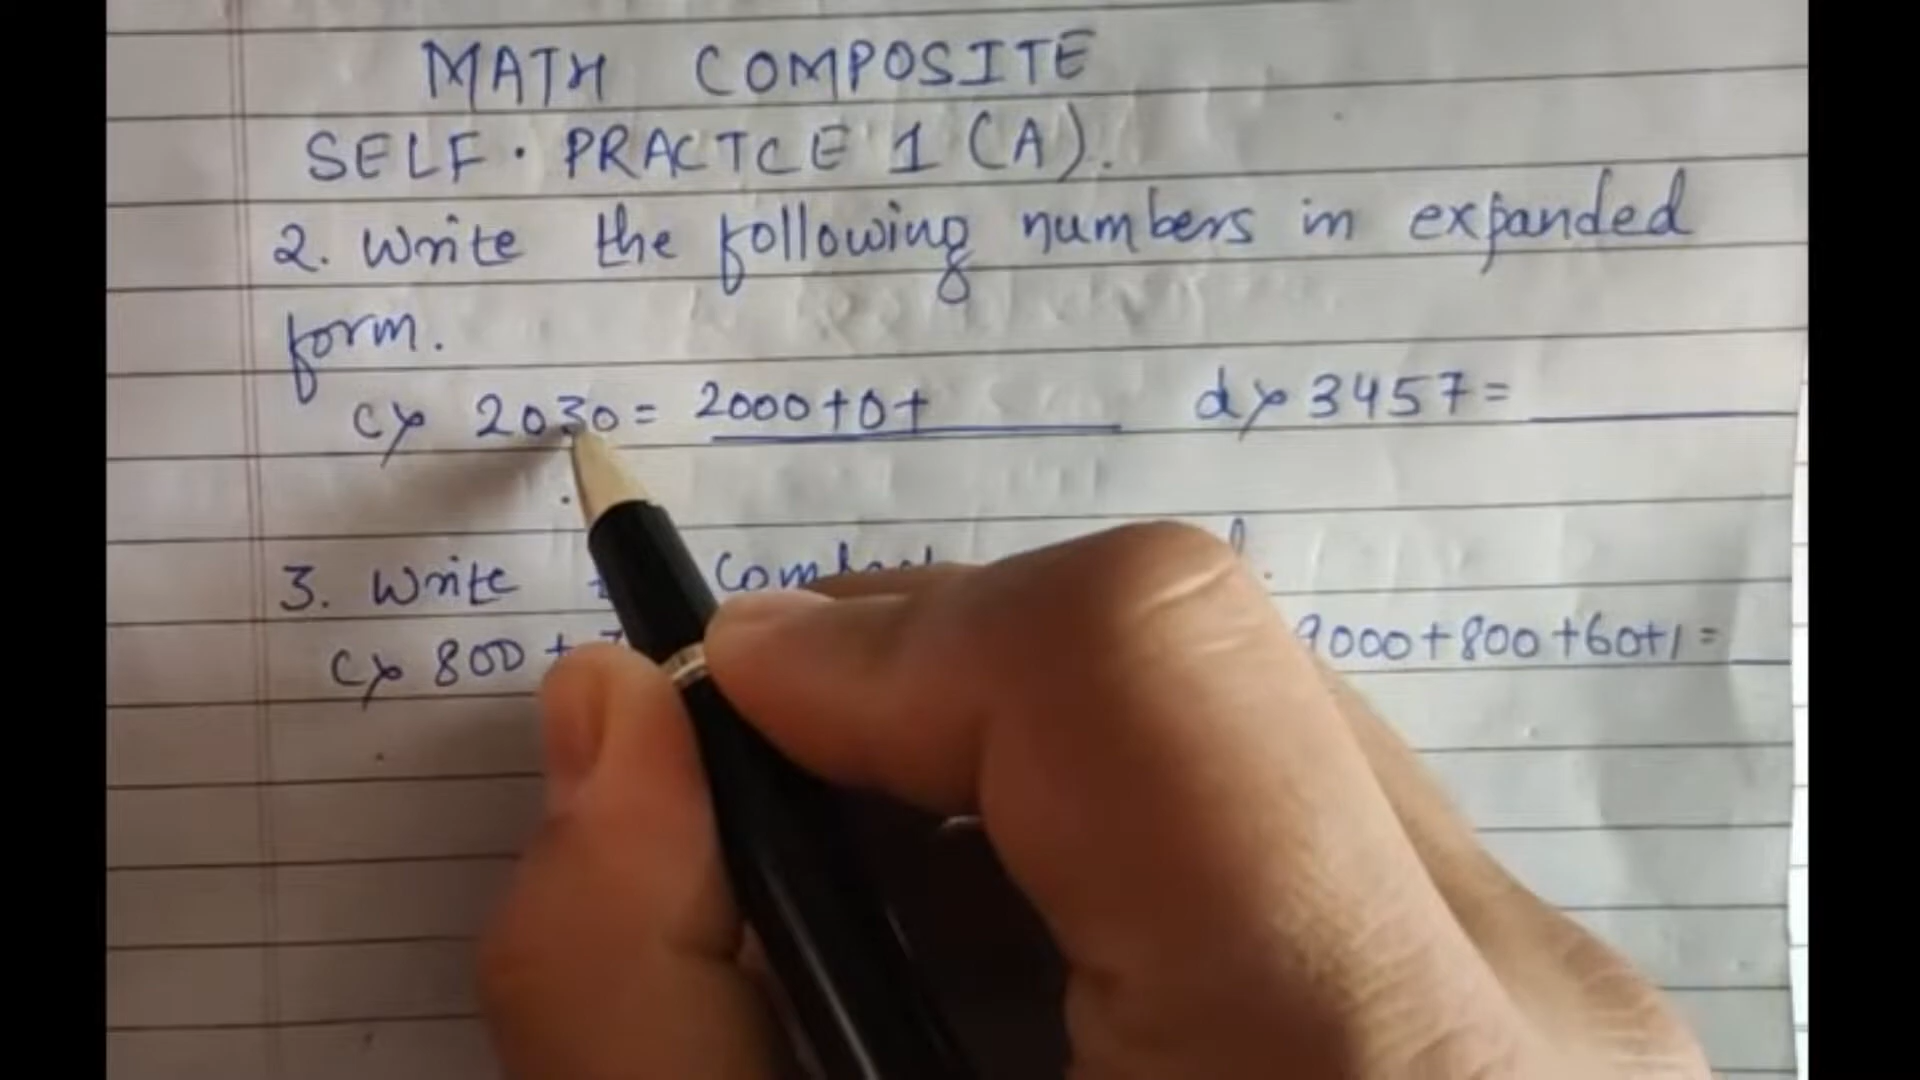 MATH COMPOSITE
SELF. PRACTCE 1 (A).
2. Write the following numbers in expanded
form.
c) 2030 = 2000+0+ d) 3457 =
3. Write
c) 800 + 9000+800+60+1 =